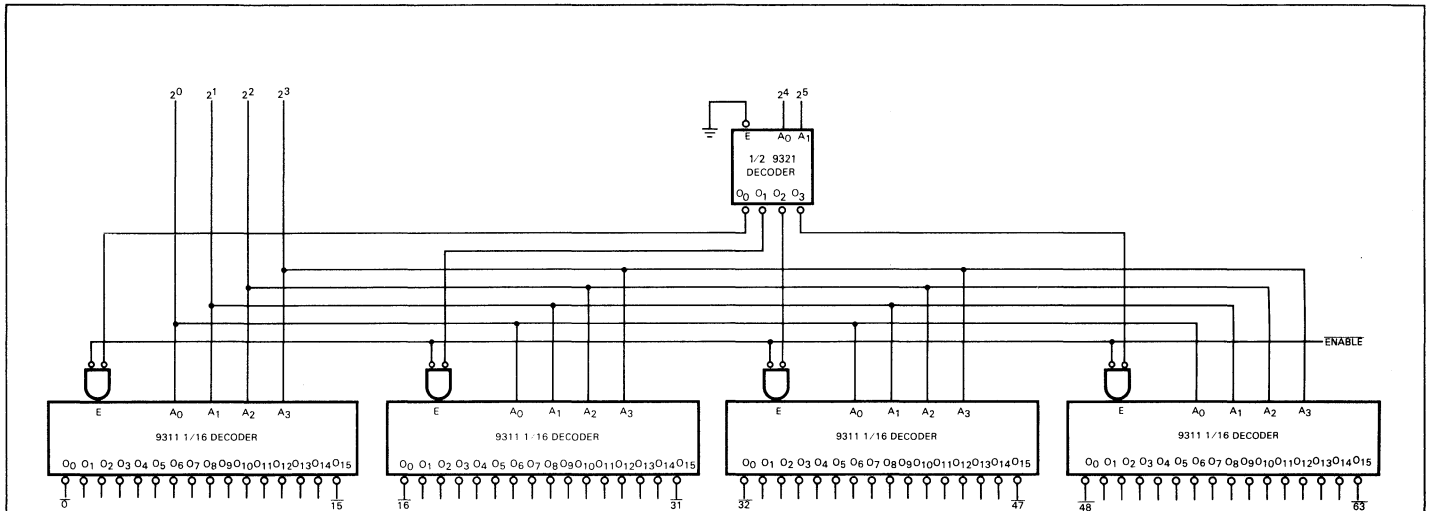 2⁰ 2¹ 2² 2³ 2⁴ 2⁵
E A₀ A₁
1/2 9321
DECODER
O₀ O₁ O₂ O₃
ENABLE
E A₀ A₁ A₂ A₃ E A₀ A₁ A₂ A₃ E A₀ A₁ A₂ A₃ E A₀ A₁ A₂ A₃
9311 1/16 DECODER 9311 1/16 DECODER 9311 1/16 DECODER 9311 1/16 DECODER
O₀ O₁ O₂ O₃ O₄ O₅ O₆ O₇ O₈ O₉ O₁₀ O₁₁ O₁₂ O₁₃ O₁₄ O₁₅ O₀ O₁ O₂ O₃ O₄ O₅ O₆ O₇ O₈ O₉ O₁₀ O₁₁ O₁₂ O₁₃ O₁₄ O₁₅ O₀ O₁ O₂ O₃ O₄ O₅ O₆ O₇ O₈ O₉ O₁₀ O₁₁ O₁₂ O₁₃ O₁₄ O₁₅ O₀ O₁ O₂ O₃ O₄ O₅ O₆ O₇ O₈ O₉ O₁₀ O₁₁ O₁₂ O₁₃ O₁₄ O₁₅
0 15 16 31 32 47 48 63